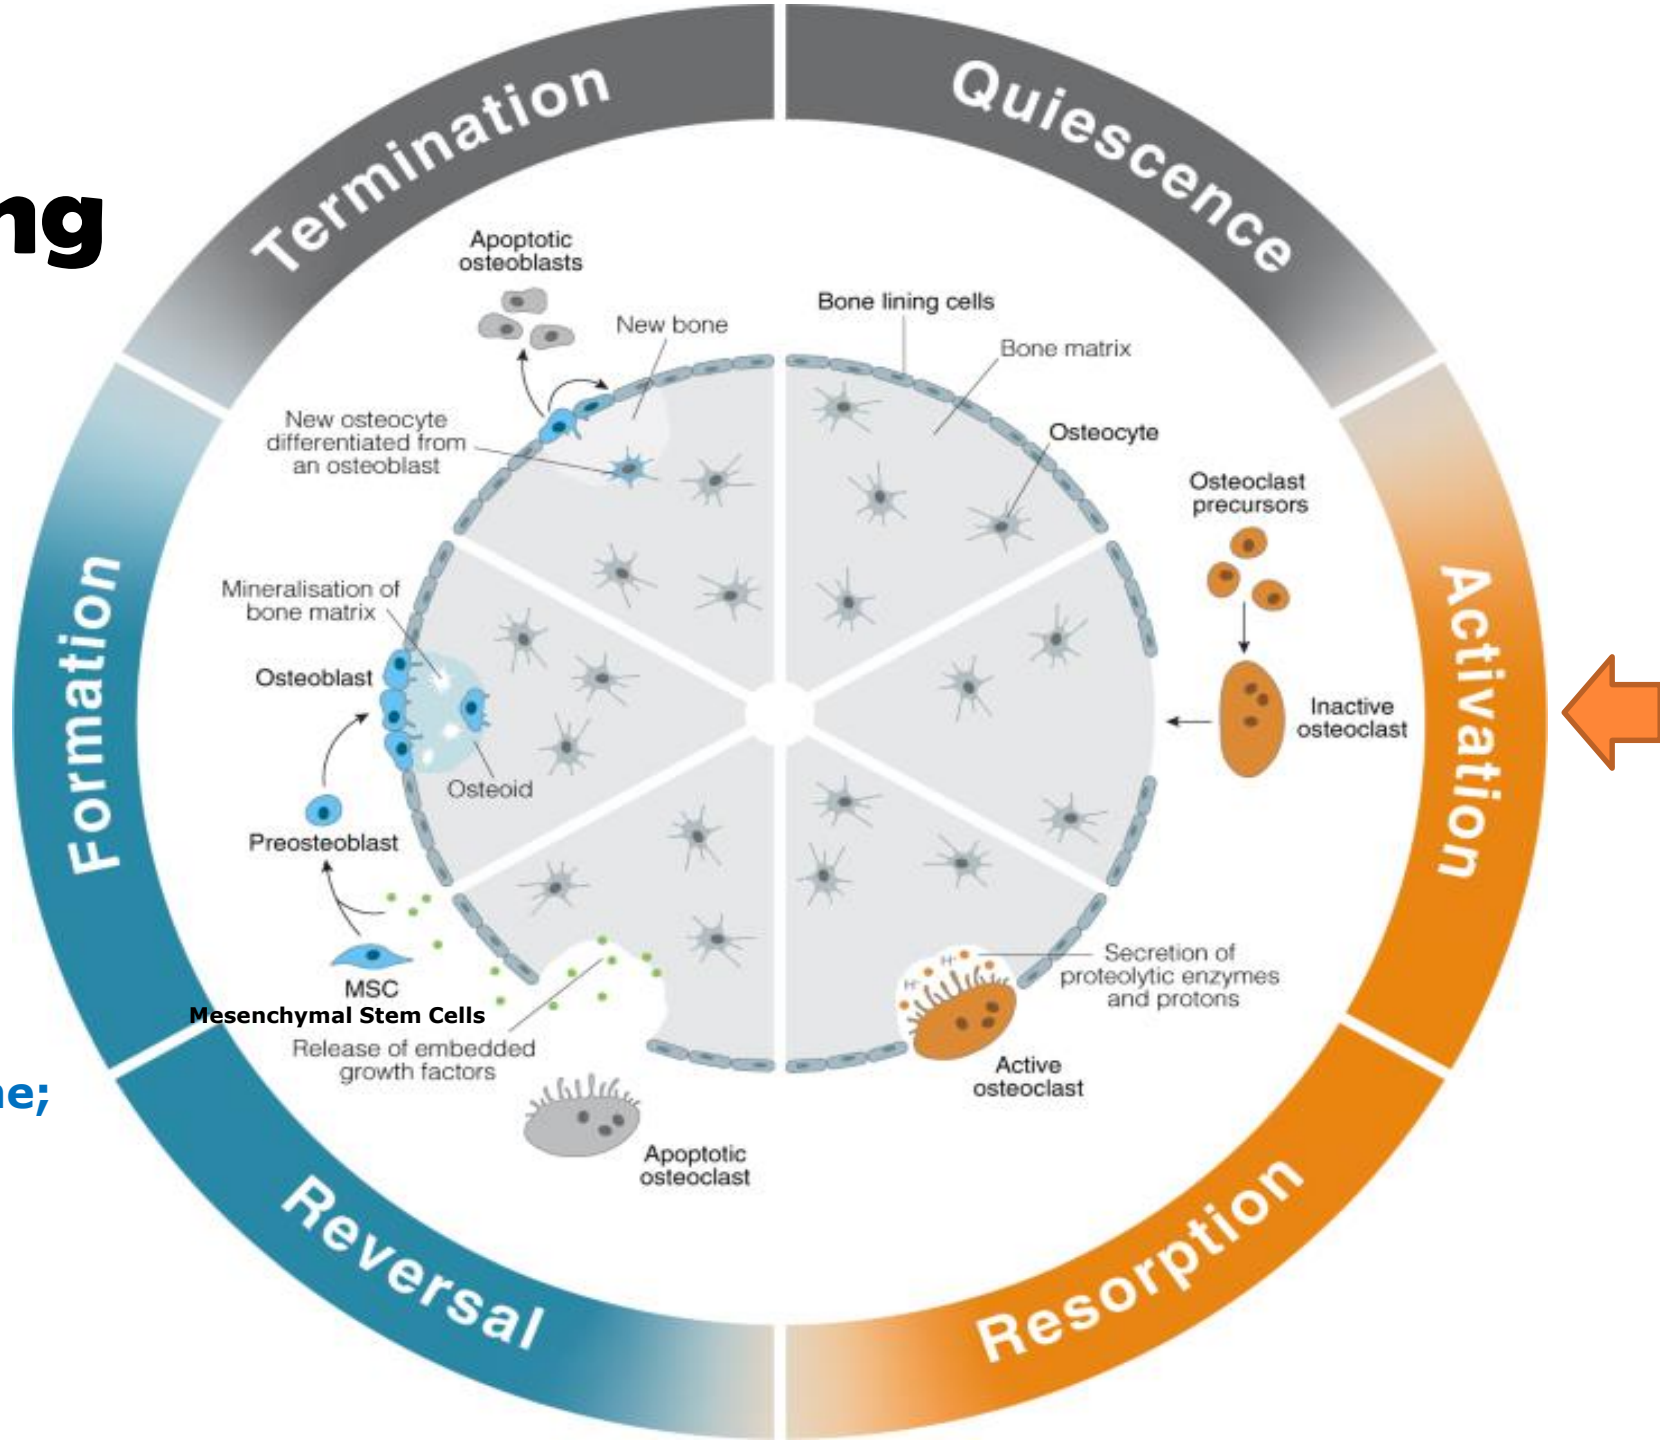 ng
Termination
Quiescence
Activation
Resorption
Reversal
Formation
Apoptotic
osteoblasts
New bone
New osteocyte
differentiated from
an osteoblast
Bone lining cells
Bone matrix
Osteocyte
Osteoclast
precursors
Inactive
osteoclast
Mineralisation of
bone matrix
Osteoblast
Osteoid
Preosteoblast
MSC
Mesenchymal Stem Cells
Release of embedded
growth factors
Apoptotic
osteoclast
H+
H+
Secretion of
proteolytic enzymes
and protons
Active
osteoclast
ne;